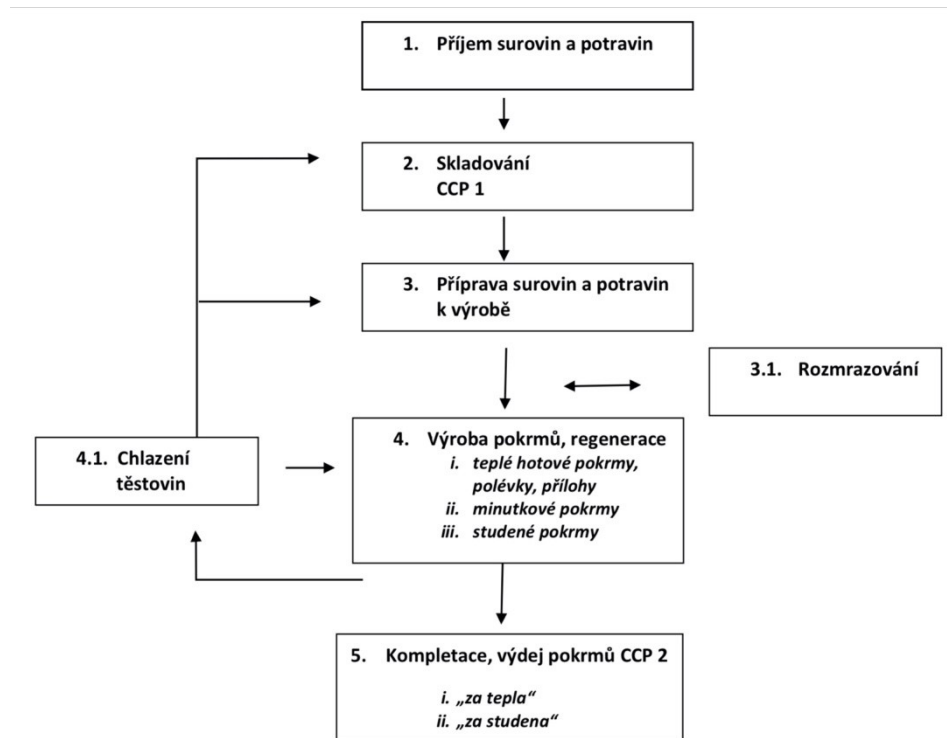 1. Příjem surovin a potravin
2. Skladování
CCP 1
3. Příprava surovin a potravin
k výrobě
3.1. Rozmrazování
4.1. Chlazení
těstovin
4. Výroba pokrmů, regenerace
i. teplé hotové pokrmy,
polévky, přílohy
ii. minutkové pokrmy
iii. studené pokrmy
5. Kompletace, výdej pokrmů CCP 2
i. „za tepla“
ii. „za studena“